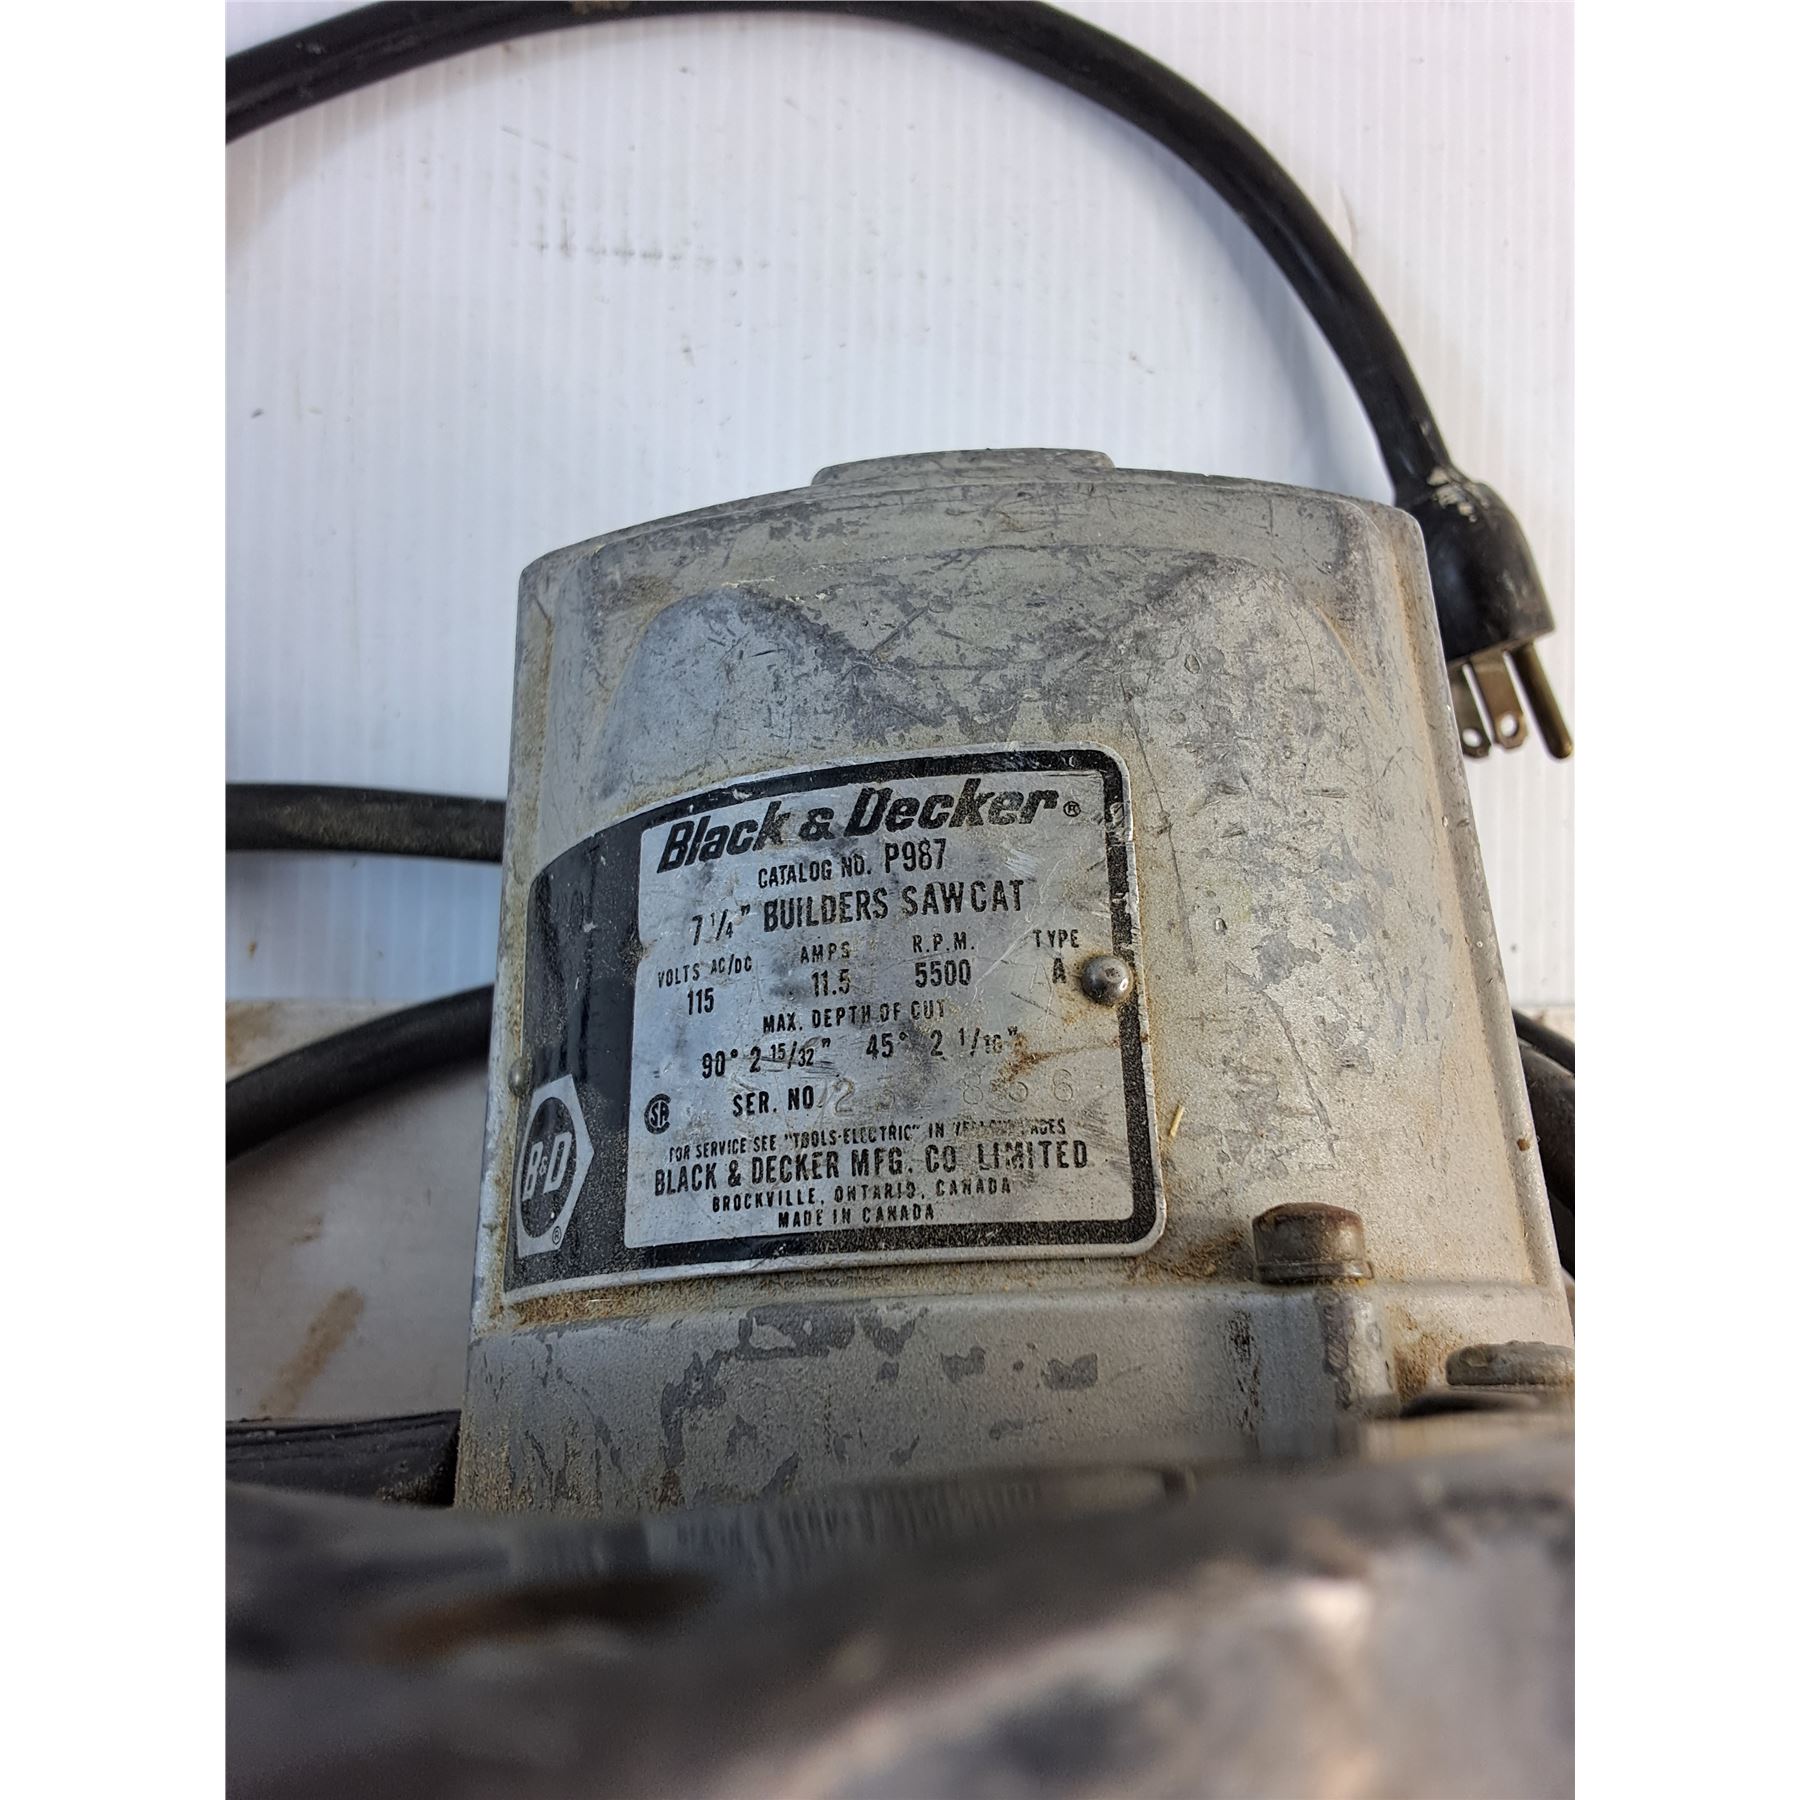 Black & Decker®
CATALOG NO. P987
7 1/4" BUILDERS SAWCAT
VOLTS AC/DC AMPS R.P.M. TYPE
115 11.5 5500 A
MAX. DEPTH OF CUT
90° 2 15/32" 45° 2 1/16"
SER. NO.
FOR SERVICE SEE "TOOLS-ELECTRIC" IN YELLOW PAGES
BLACK & DECKER MFG. CO. LIMITED
BROCKVILLE, ONTARIO, CANADA
MADE IN CANADA
B&D
®